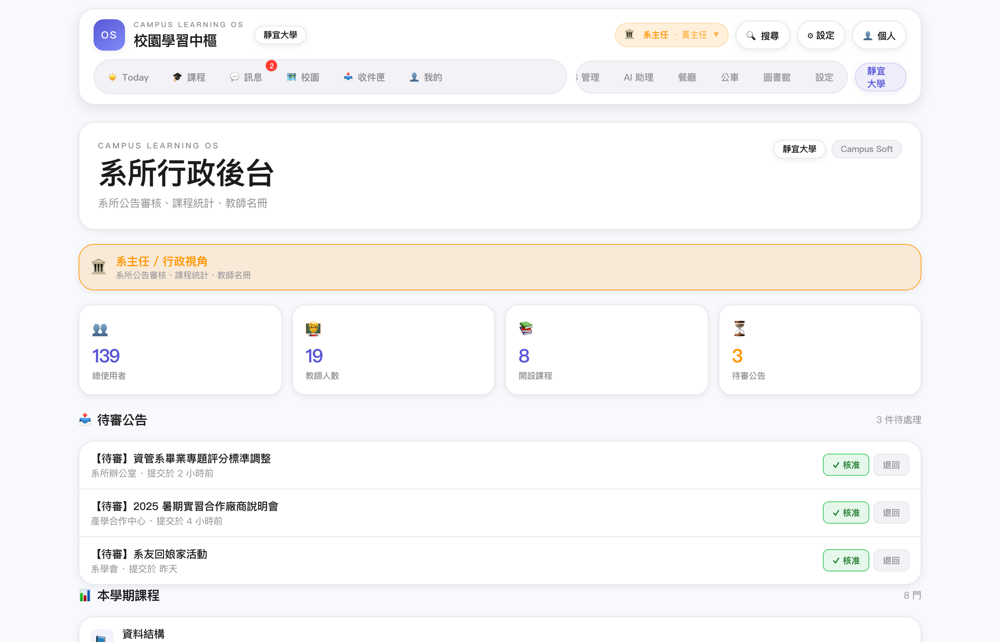 OS
CAMPUS LEARNING OS
校園學習中樞
靜宜大學
🏛️ 系主任 · 黃主任 ▼
🔍 搜尋
⚙ 設定
👤 個人
☀️ Today
🎓 課程
💬 訊息
2
🗺️ 校園
📥 收件匣
👤 我的
管理
AI 助理
餐廳
公車
圖書館
設定
靜宜
大學
CAMPUS LEARNING OS
系所行政後台
系所公告審核、課程統計、教師名冊
靜宜大學
Campus Soft
系主任 / 行政視角
系所公告審核、課程統計、教師名冊
139
總使用者
19
教師人數
8
開設課程
3
待審公告
📥 待審公告
3 件待處理
【待審】資管系畢業專題評分標準調整
系所辦公室 · 提交於 2 小時前
✓ 核准
退回
【待審】2025 暑期實習合作廠商說明會
產學合作中心 · 提交於 4 小時前
✓ 核准
退回
【待審】系友回娘家活動
系學會 · 提交於 昨天
✓ 核准
退回
📊 本學期課程
8 門
資料結構